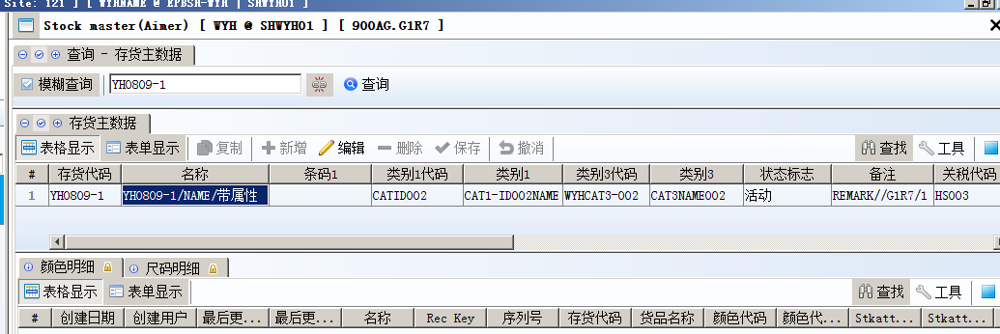 Site: 121 ] [ WYHNAME @ EPBSH-WYH | SHWYH01 ]
Stock master(Aimer) [ WYH @ SHWYH01 ] [ 900AG.G1R7 ]
查询 - 存货主数据
模糊查询 YH0809-1 查询
存货主数据
表格显示 表单显示 复制 新增 编辑 删除 保存 撤消 查找 工具
# 存货代码 名称 条码1 类别1代码 类别1 类别3代码 类别3 状态标志 备注 关税代码
1 YH0809-1 YH0809-1/NAME/带属性 CATID002 CAT1-ID002NAME WYHCAT3-002 CAT3NAME002 活动 REMARK//G1R7/1 HS003
颜色明细 尺码明细
表格显示 表单显示 查找 工具
# 创建日期 创建用户 最后更... 最后更... 名称 Rec Key 序列号 存货代码 货品名称 颜色代码 颜色代... Stkatt... Stkatt...